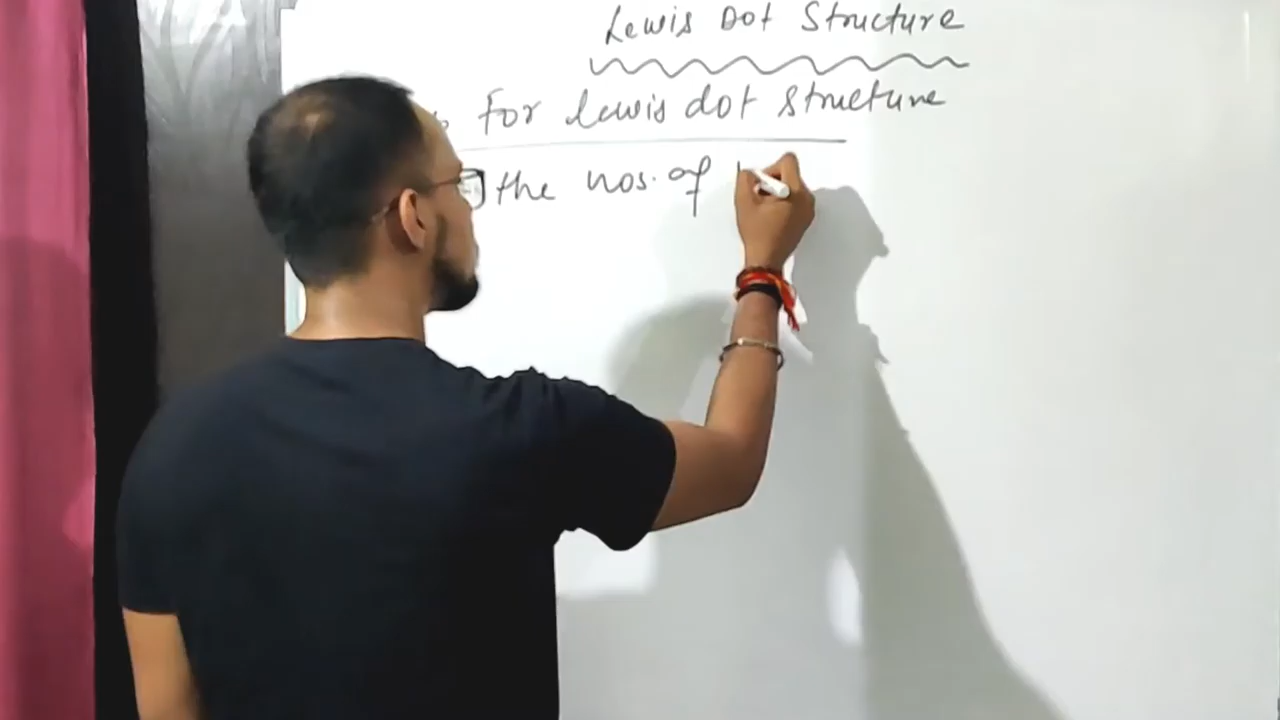 Lewis Dot Structure
For lewis dot structure
the nos. of